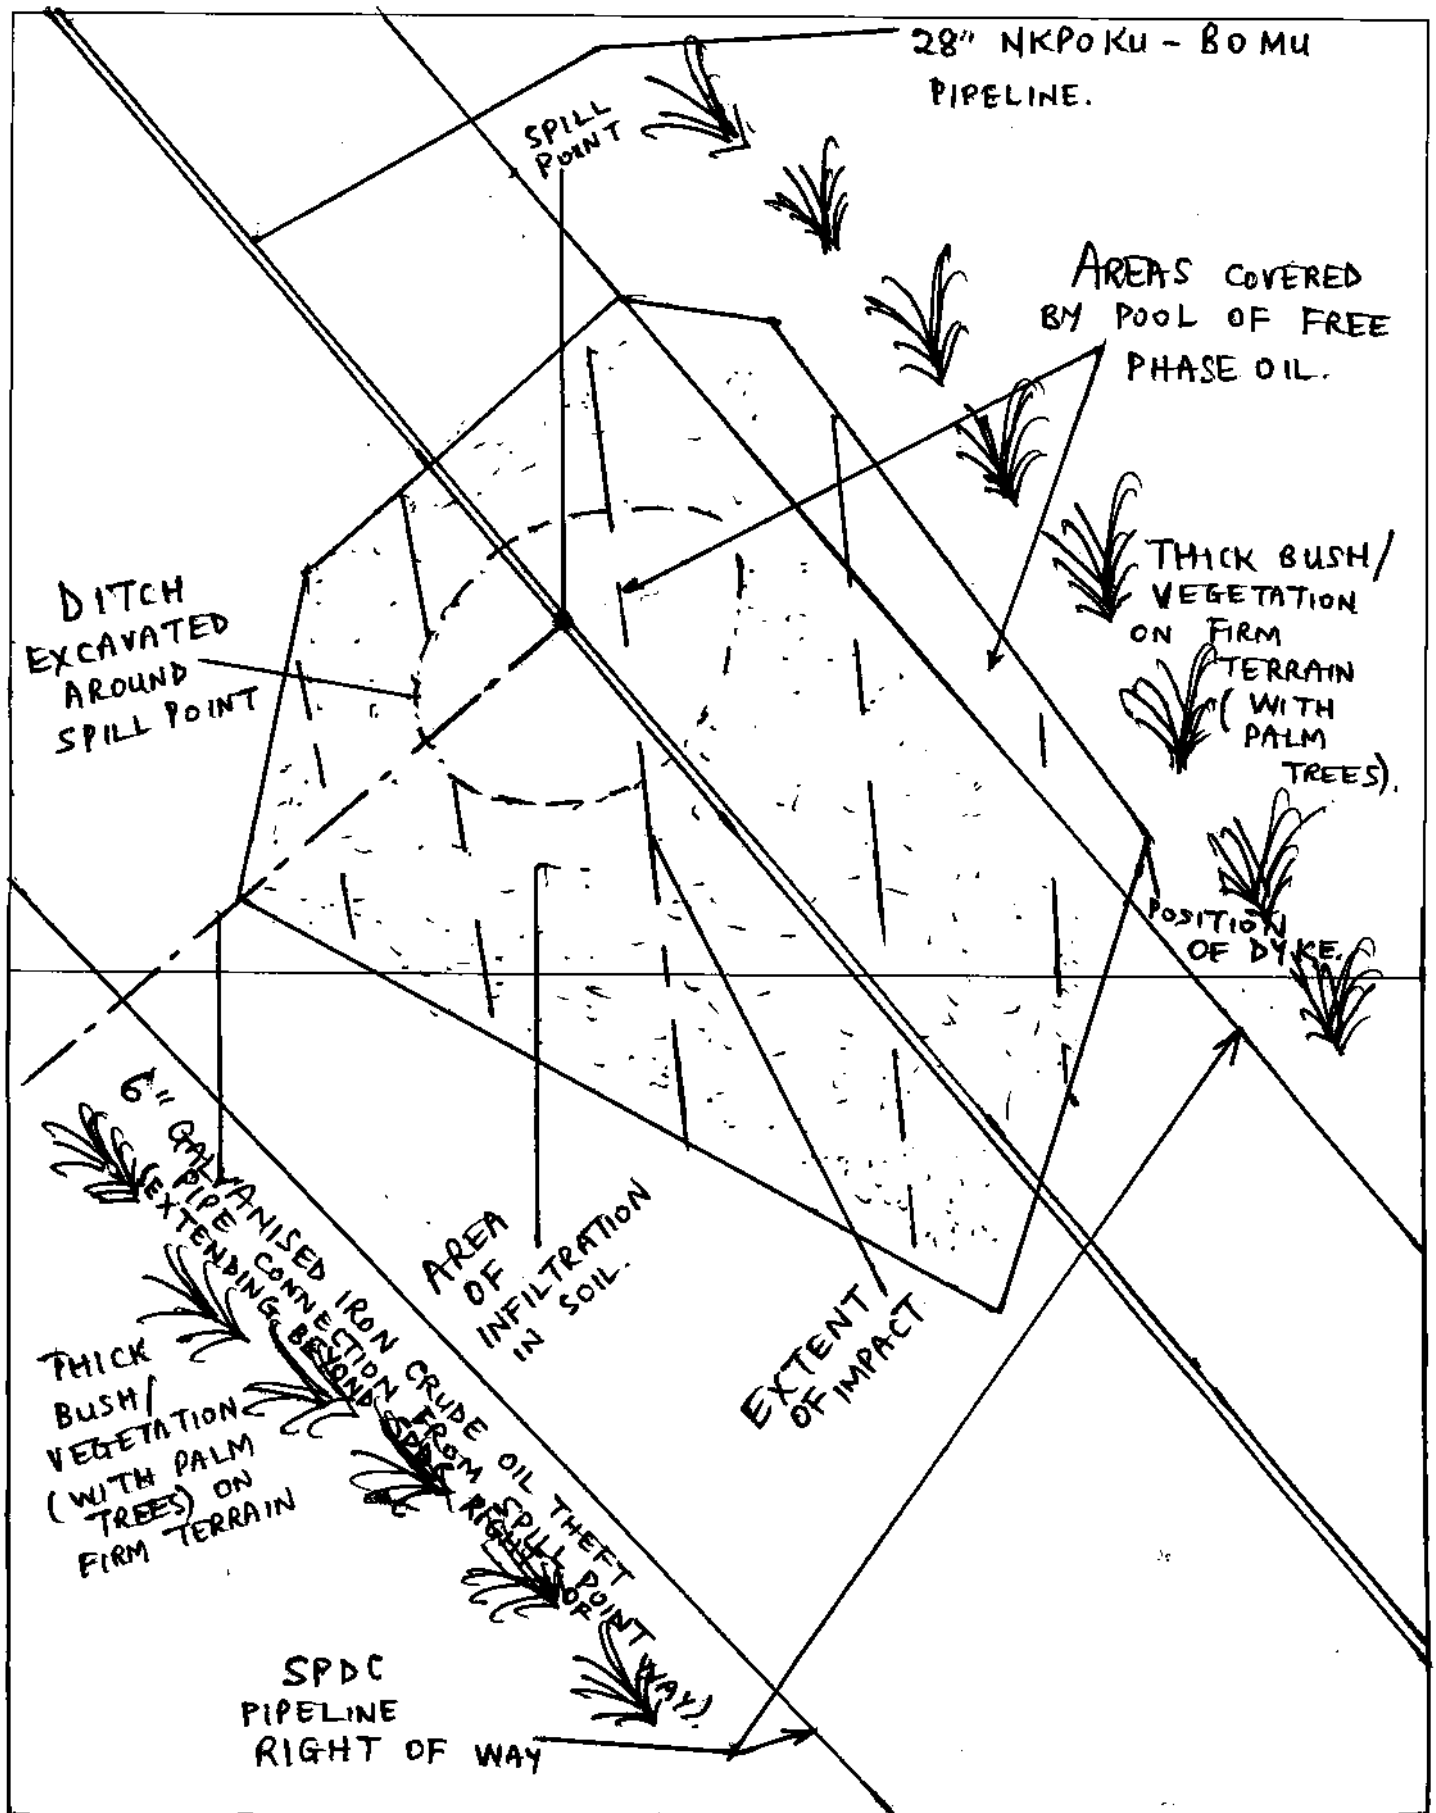 28" NKPOKU - BOMU
PIPELINE.
SPILL
POINT
AREAS COVERED
BY POOL OF FREE
PHASE OIL.
THICK BUSH/
VEGETATION
ON FIRM
TERRAIN
(WITH
PALM
TREES).
DITCH
EXCAVATED
AROUND
SPILL POINT
POSITION
OF DYKE.
6" GALVANISED IRON CRUDE OIL THEFT
PIPE CONNECTION FROM SPILL POINT
(EXTENDING BEYOND SPDC RIGHT OF WAY).
AREA
OF
INFILTRATION
IN SOIL.
EXTENT
OF IMPACT
THICK
BUSH/
VEGETATION
(WITH PALM
TREES) ON
FIRM TERRAIN
SPDC
PIPELINE
RIGHT OF WAY